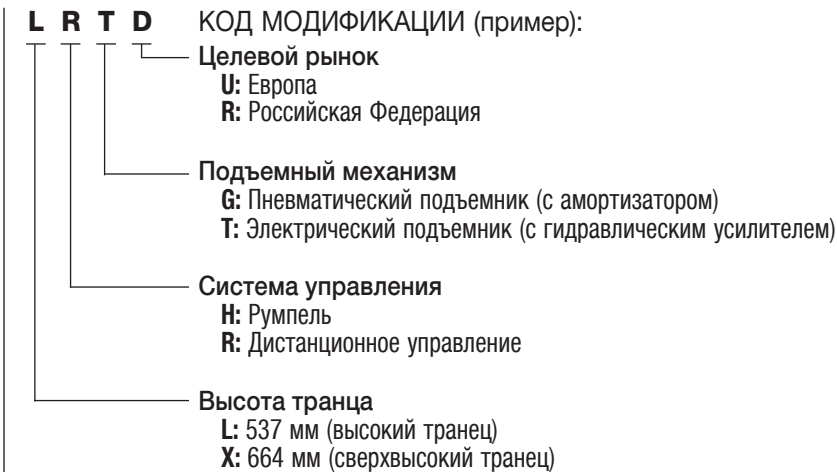 L R T D КОД МОДИФИКАЦИИ (пример):
Целевой рынок
U: Европа
R: Российская Федерация
Подъемный механизм
G: Пневматический подъемник (с амортизатором)
T: Электрический подъемник (с гидравлическим усилителем)
Система управления
H: Румпель
R: Дистанционное управление
Высота транца
L: 537 мм (высокий транец)
X: 664 мм (сверхвысокий транец)